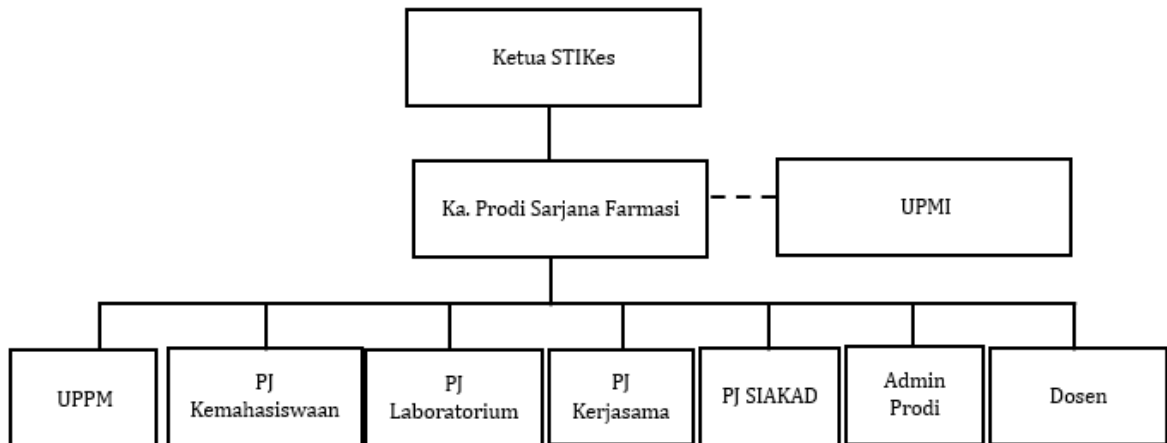 Ketua STIKes
Ka. Prodi Sarjana Farmasi
UPMI
UPPM
PJ
Kemahasiswaan
PJ
Laboratorium
PJ
Kerjasama
PJ SIAKAD
Admin
Prodi
Dosen